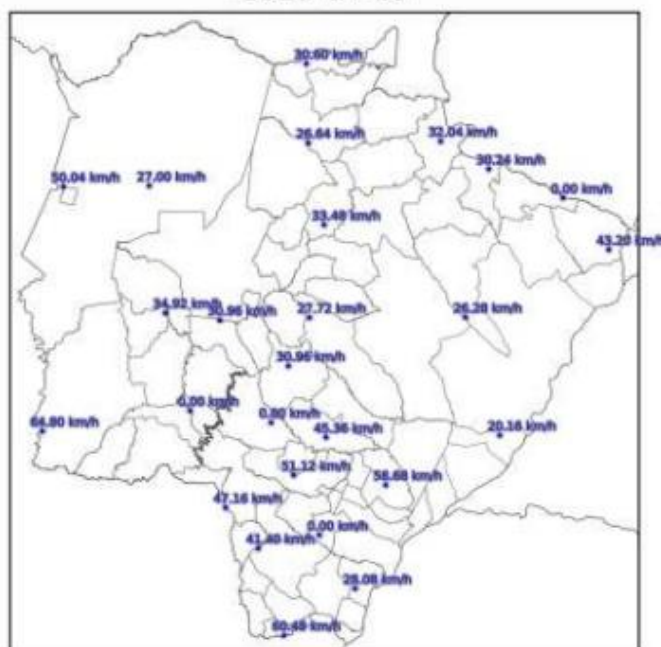 30.60 km/h
26.64 km/h
32.04 km/h
30.24 km/h
50.04 km/h
27.00 km/h
0.00 km/h
33.48 km/h
43.20 km/h
34.92 km/h
30.96 km/h
27.72 km/h
26.28 km/h
30.96 km/h
0.00 km/h
64.80 km/h
0.00 km/h
45.36 km/h
20.16 km/h
51.12 km/h
58.68 km/h
47.16 km/h
0.00 km/h
41.40 km/h
28.08 km/h
60.48 km/h